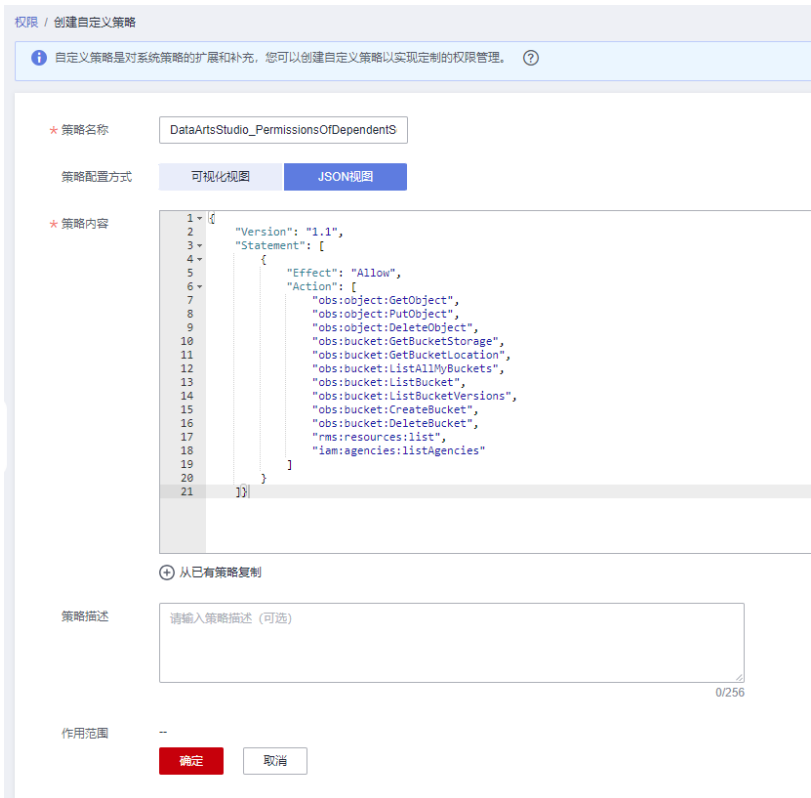 权限 / 创建自定义策略
自定义策略是对系统策略的扩展和补充，您可以创建自定义策略以实现定制的权限管理。 ?
* 策略名称 DataArtsStudio_PermissionsOfDependentS
策略配置方式 可视化视图 JSON视图
* 策略内容
1 {
2 "Version": "1.1",
3 "Statement": [
4 {
5 "Effect": "Allow",
6 "Action": [
7 "obs:object:GetObject",
8 "obs:object:PutObject",
9 "obs:object:DeleteObject",
10 "obs:bucket:GetBucketStorage",
11 "obs:bucket:GetBucketLocation",
12 "obs:bucket:ListAllMyBuckets",
13 "obs:bucket:ListBucket",
14 "obs:bucket:ListBucketVersions",
15 "obs:bucket:CreateBucket",
16 "obs:bucket:DeleteBucket",
17 "rms:resources:list",
18 "iam:agencies:listAgencies"
19 ]
20 }
21 ]}
从已有策略复制
策略描述 请输入策略描述（可选）
0/256
作用范围 --
确定 取消